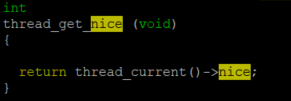 int
thread_get_nice (void)
{
return thread_current()->nice;
}